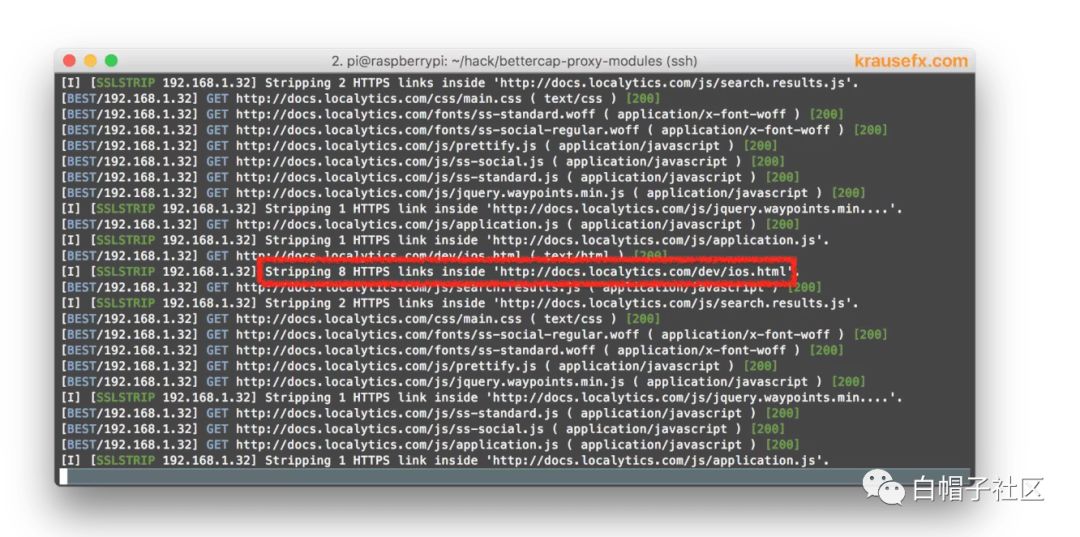 2. pi@raspberrypi: ~/hack/bettercap-proxy-modules (ssh)
krausefx.com
[I] [SSLSTRIP 192.168.1.32] Stripping 2 HTTPS links inside 'http://docs.localytics.com/js/search.results.js'.
[BEST/192.168.1.32] GET http://docs.localytics.com/css/main.css ( text/css ) [200]
[BEST/192.168.1.32] GET http://docs.localytics.com/fonts/ss-standard.woff ( application/x-font-woff ) [200]
[BEST/192.168.1.32] GET http://docs.localytics.com/fonts/ss-social-regular.woff ( application/x-font-woff ) [200]
[BEST/192.168.1.32] GET http://docs.localytics.com/js/prettify.js ( application/javascript ) [200]
[BEST/192.168.1.32] GET http://docs.localytics.com/js/ss-social.js ( application/javascript ) [200]
[BEST/192.168.1.32] GET http://docs.localytics.com/js/ss-standard.js ( application/javascript ) [200]
[BEST/192.168.1.32] GET http://docs.localytics.com/js/jquery.waypoints.min.js ( application/javascript ) [200]
[I] [SSLSTRIP 192.168.1.32] Stripping 1 HTTPS link inside 'http://docs.localytics.com/js/jquery.waypoints.min....'.
[BEST/192.168.1.32] GET http://docs.localytics.com/js/application.js ( application/javascript ) [200]
[I] [SSLSTRIP 192.168.1.32] Stripping 1 HTTPS link inside 'http://docs.localytics.com/js/application.js'.
[BEST/192.168.1.32] GET http://docs.localytics.com/dev/ios.html ( text/html ) [200]
[I] [SSLSTRIP 192.168.1.32] Stripping 8 HTTPS links inside 'http://docs.localytics.com/dev/ios.html'.
[BEST/192.168.1.32] GET http://docs.localytics.com/js/search.results.js ( application/javascript ) [200]
[I] [SSLSTRIP 192.168.1.32] Stripping 2 HTTPS links inside 'http://docs.localytics.com/js/search.results.js'.
[BEST/192.168.1.32] GET http://docs.localytics.com/css/main.css ( text/css ) [200]
[BEST/192.168.1.32] GET http://docs.localytics.com/fonts/ss-social-regular.woff ( application/x-font-woff ) [200]
[BEST/192.168.1.32] GET http://docs.localytics.com/fonts/ss-standard.woff ( application/x-font-woff ) [200]
[BEST/192.168.1.32] GET http://docs.localytics.com/js/prettify.js ( application/javascript ) [200]
[BEST/192.168.1.32] GET http://docs.localytics.com/js/jquery.waypoints.min.js ( application/javascript ) [200]
[I] [SSLSTRIP 192.168.1.32] Stripping 1 HTTPS link inside 'http://docs.localytics.com/js/jquery.waypoints.min....'.
[BEST/192.168.1.32] GET http://docs.localytics.com/js/ss-standard.js ( application/javascript ) [200]
[BEST/192.168.1.32] GET http://docs.localytics.com/js/ss-social.js ( application/javascript ) [200]
[BEST/192.168.1.32] GET http://docs.localytics.com/js/application.js ( application/javascript ) [200]
[I] [SSLSTRIP 192.168.1.32] Stripping 1 HTTPS link inside 'http://docs.localytics.com/js/application.js'.
白帽子社区